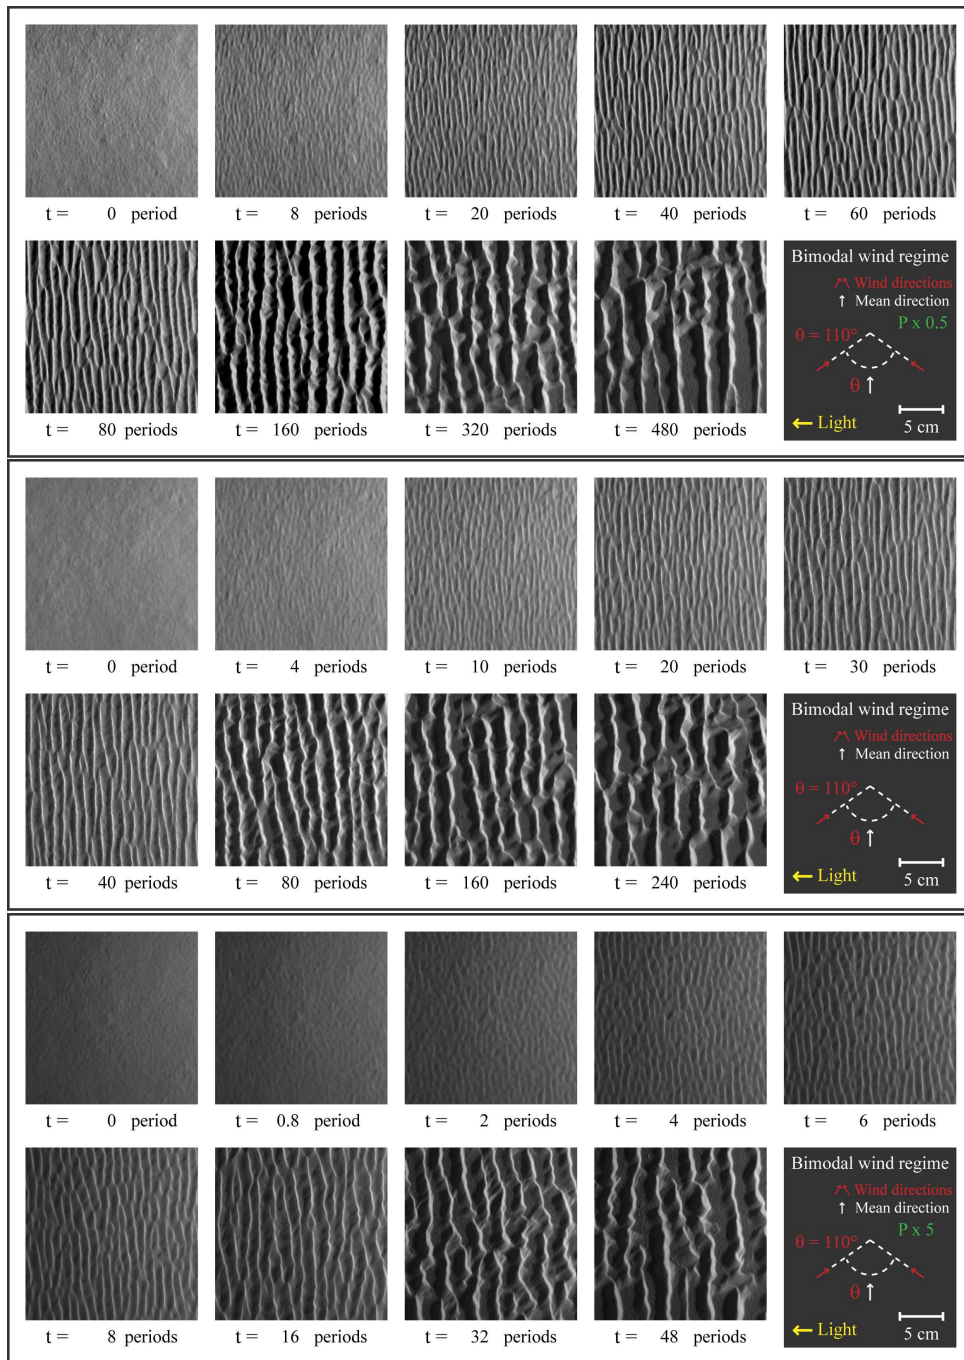 t = 0 period
t = 8 periods
t = 20 periods
t = 40 periods
t = 60 periods
t = 80 periods
t = 160 periods
t = 320 periods
t = 480 periods
Bimodal wind regime
Wind directions
↑ Mean direction
P x 0.5
θ = 110°
θ
← Light
5 cm
t = 0 period
t = 4 periods
t = 10 periods
t = 20 periods
t = 30 periods
t = 40 periods
t = 80 periods
t = 160 periods
t = 240 periods
Bimodal wind regime
Wind directions
↑ Mean direction
θ = 110°
θ
← Light
5 cm
t = 0 period
t = 0.8 period
t = 2 periods
t = 4 periods
t = 6 periods
t = 8 periods
t = 16 periods
t = 32 periods
t = 48 periods
Bimodal wind regime
Wind directions
↑ Mean direction
P x 5
θ = 110°
θ
← Light
5 cm